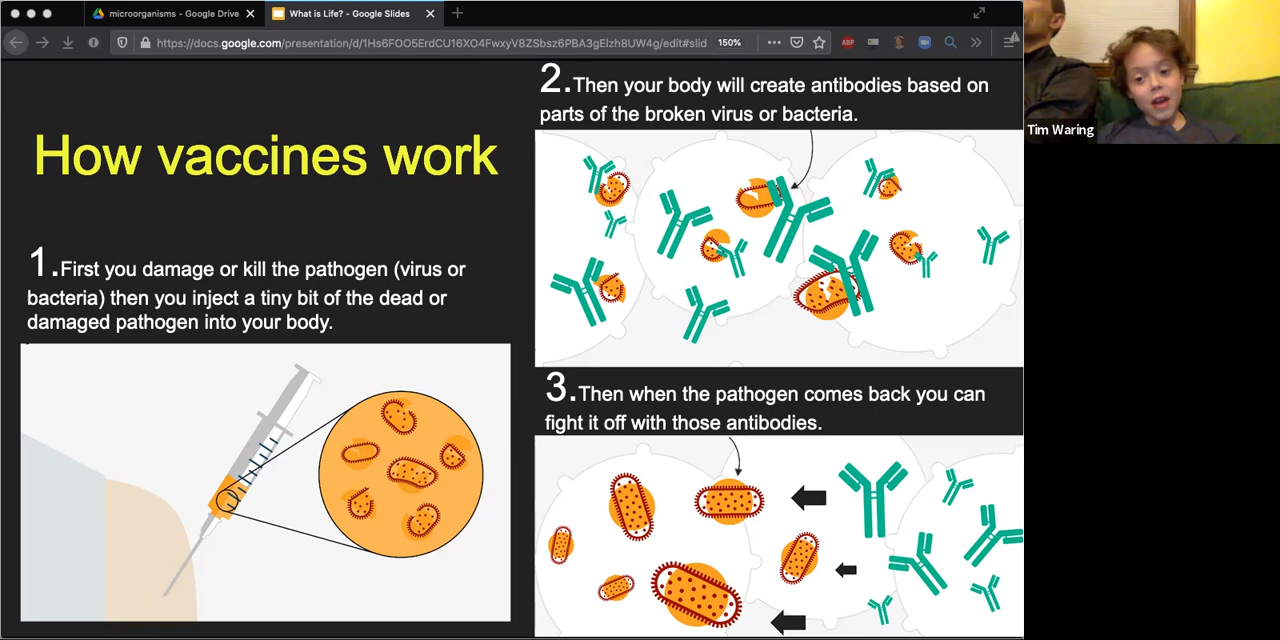 microorganisms - Google Drive
What is Life? - Google Slides
https://docs.google.com/presentation/d/1Hs6FOO5ErdCU16XO4FwxyV8ZSbsz6PBA3gElzh8UW4g/edit#slid
150%
ABP
How vaccines work
1.First you damage or kill the pathogen (virus or
bacteria) then you inject a tiny bit of the dead or
damaged pathogen into your body.
2.Then your body will create antibodies based on
parts of the broken virus or bacteria.
3.Then when the pathogen comes back you can
fight it off with those antibodies.
Tim Waring